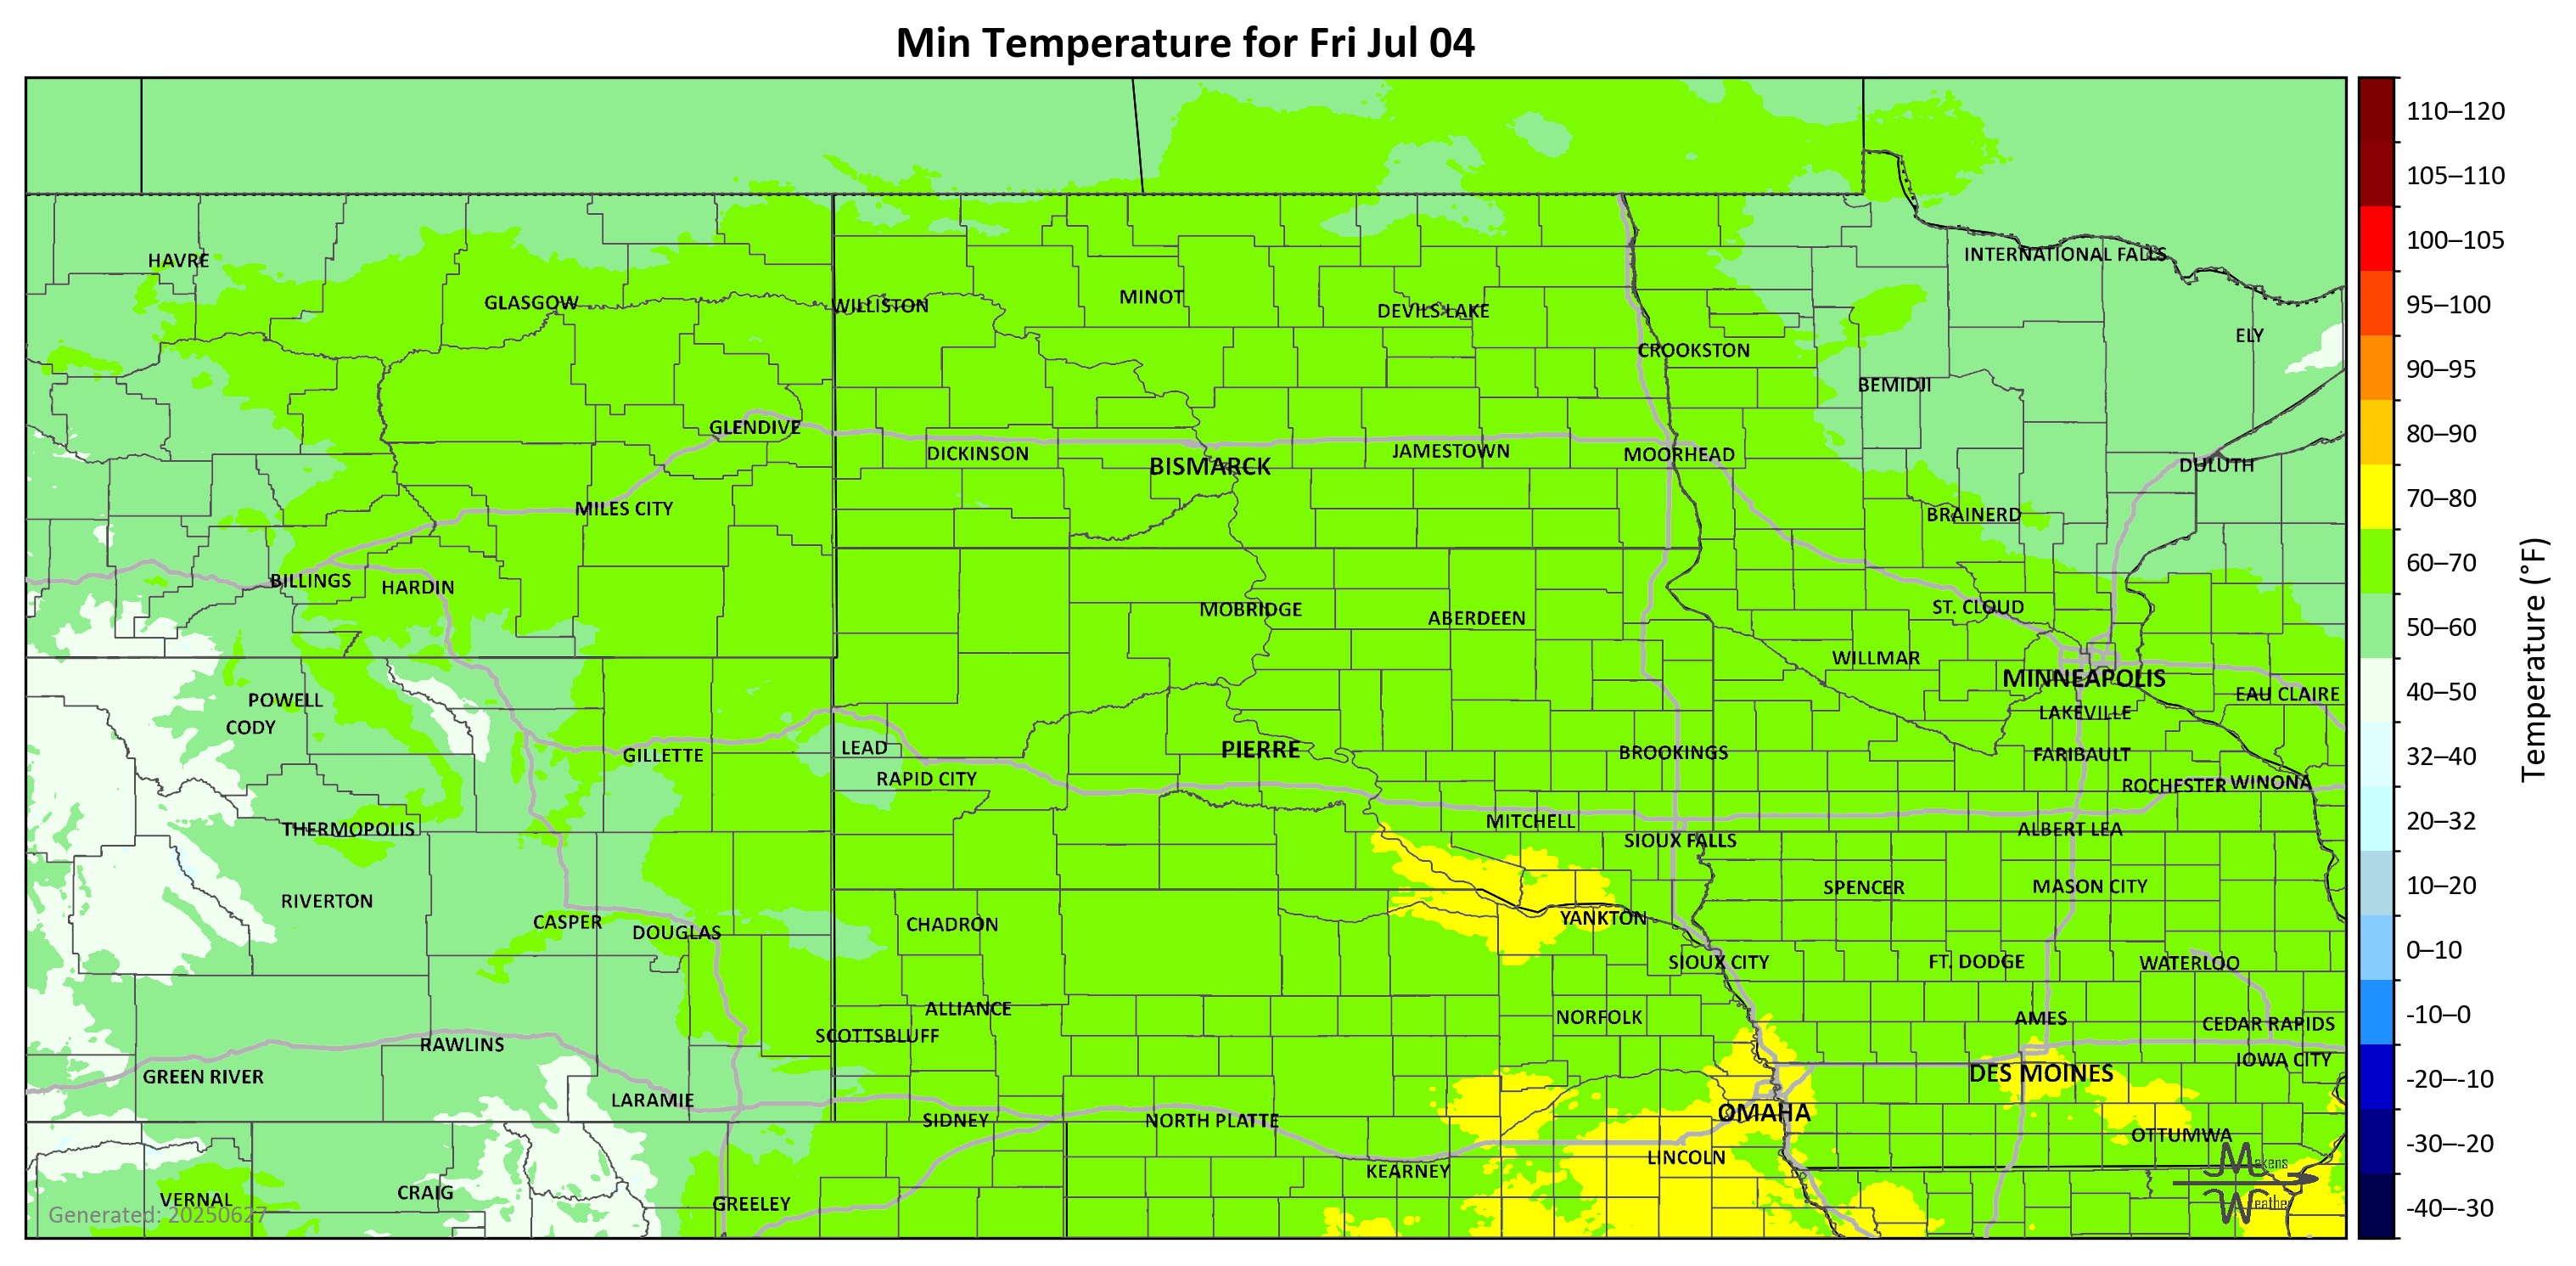 Min Temperature for Fri Jul 04
110–120
105–110
100–105
95–100
90–95
80–90
70–80
60–70
50–60
40–50
32–40
20–32
10–20
0–10
-10–0
-20–-10
-30–-20
-40–-30
Temperature (°F)
HAVRE
INTERNATIONAL FALLS
GLASGOW
WILLISTON
MINOT
DEVILS LAKE
ELY
CROOKSTON
BEMIDJI
GLENDIVE
DICKINSON
BISMARCK
JAMESTOWN
MOORHEAD
DULUTH
MILES CITY
BRAINERD
BILLINGS
HARDIN
MOBRIDGE
ABERDEEN
ST. CLOUD
WILLMAR
MINNEAPOLIS
POWELL
EAU CLAIRE
CODY
LAKEVILLE
GILLETTE
LEAD
PIERRE
BROOKINGS
FARIBAULT
RAPID CITY
ROCHESTER
WINONA
THERMOPOLIS
MITCHELL
SIOUX FALLS
ALBERT LEA
RIVERTON
SPENCER
MASON CITY
CASPER
DOUGLAS
CHADRON
YANKTON
SIOUX CITY
FT. DODGE
WATERLOO
ALLIANCE
NORFOLK
AMES
CEDAR RAPIDS
RAWLINS
SCOTTSBLUFF
IOWA CITY
GREEN RIVER
DES MOINES
LARAMIE
SIDNEY
NORTH PLATTE
OMAHA
OTTUMWA
LINCOLN
KEARNEY
VERNAL
CRAIG
GREELEY
Makens
Weather
Generated: 20250627